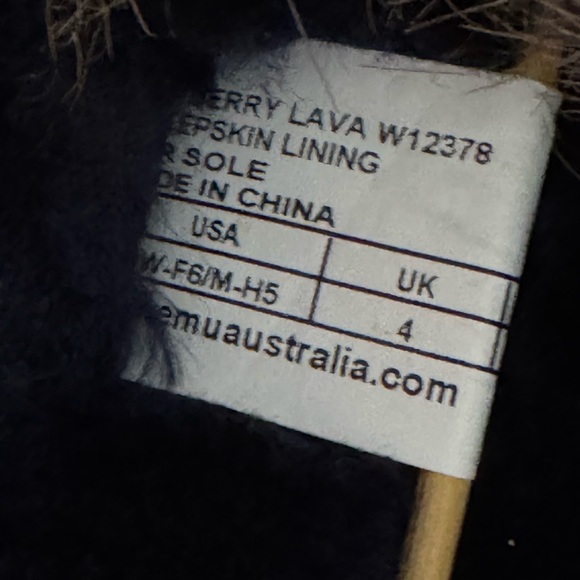 ERRY LAVA W12378
EPSKIN LINING
R SOLE
DE IN CHINA
USA UK
W-F6/M-H5 4
emuaustralia.com